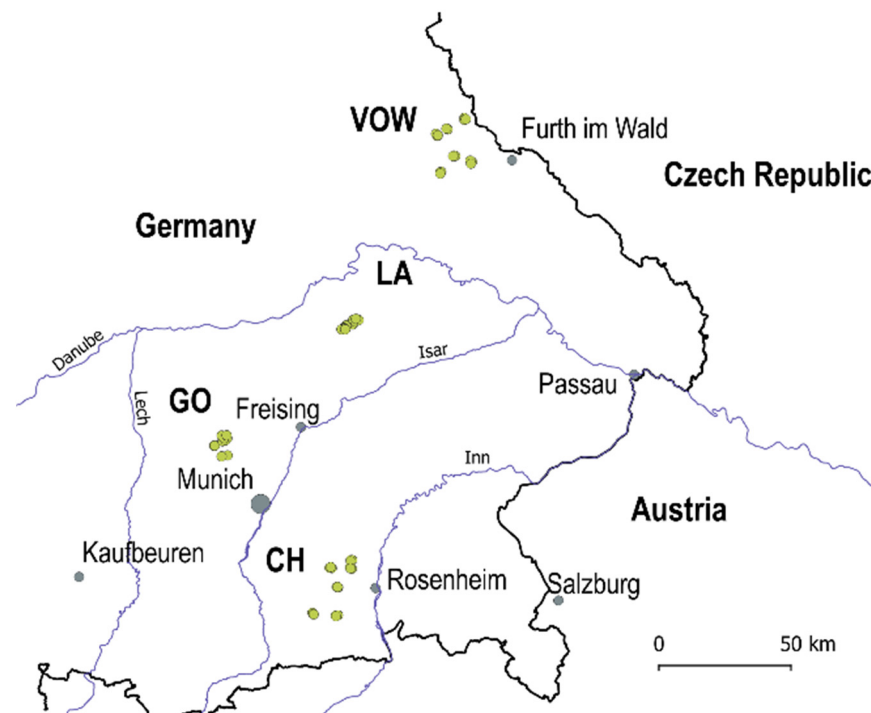 VOW
Furth im Wald
Czech Republic
Germany
LA
Danube
Isar
Lech
Passau
GO
Freising
Inn
Munich
Austria
Kaufbeuren
CH
Rosenheim
Salzburg
0 50 km